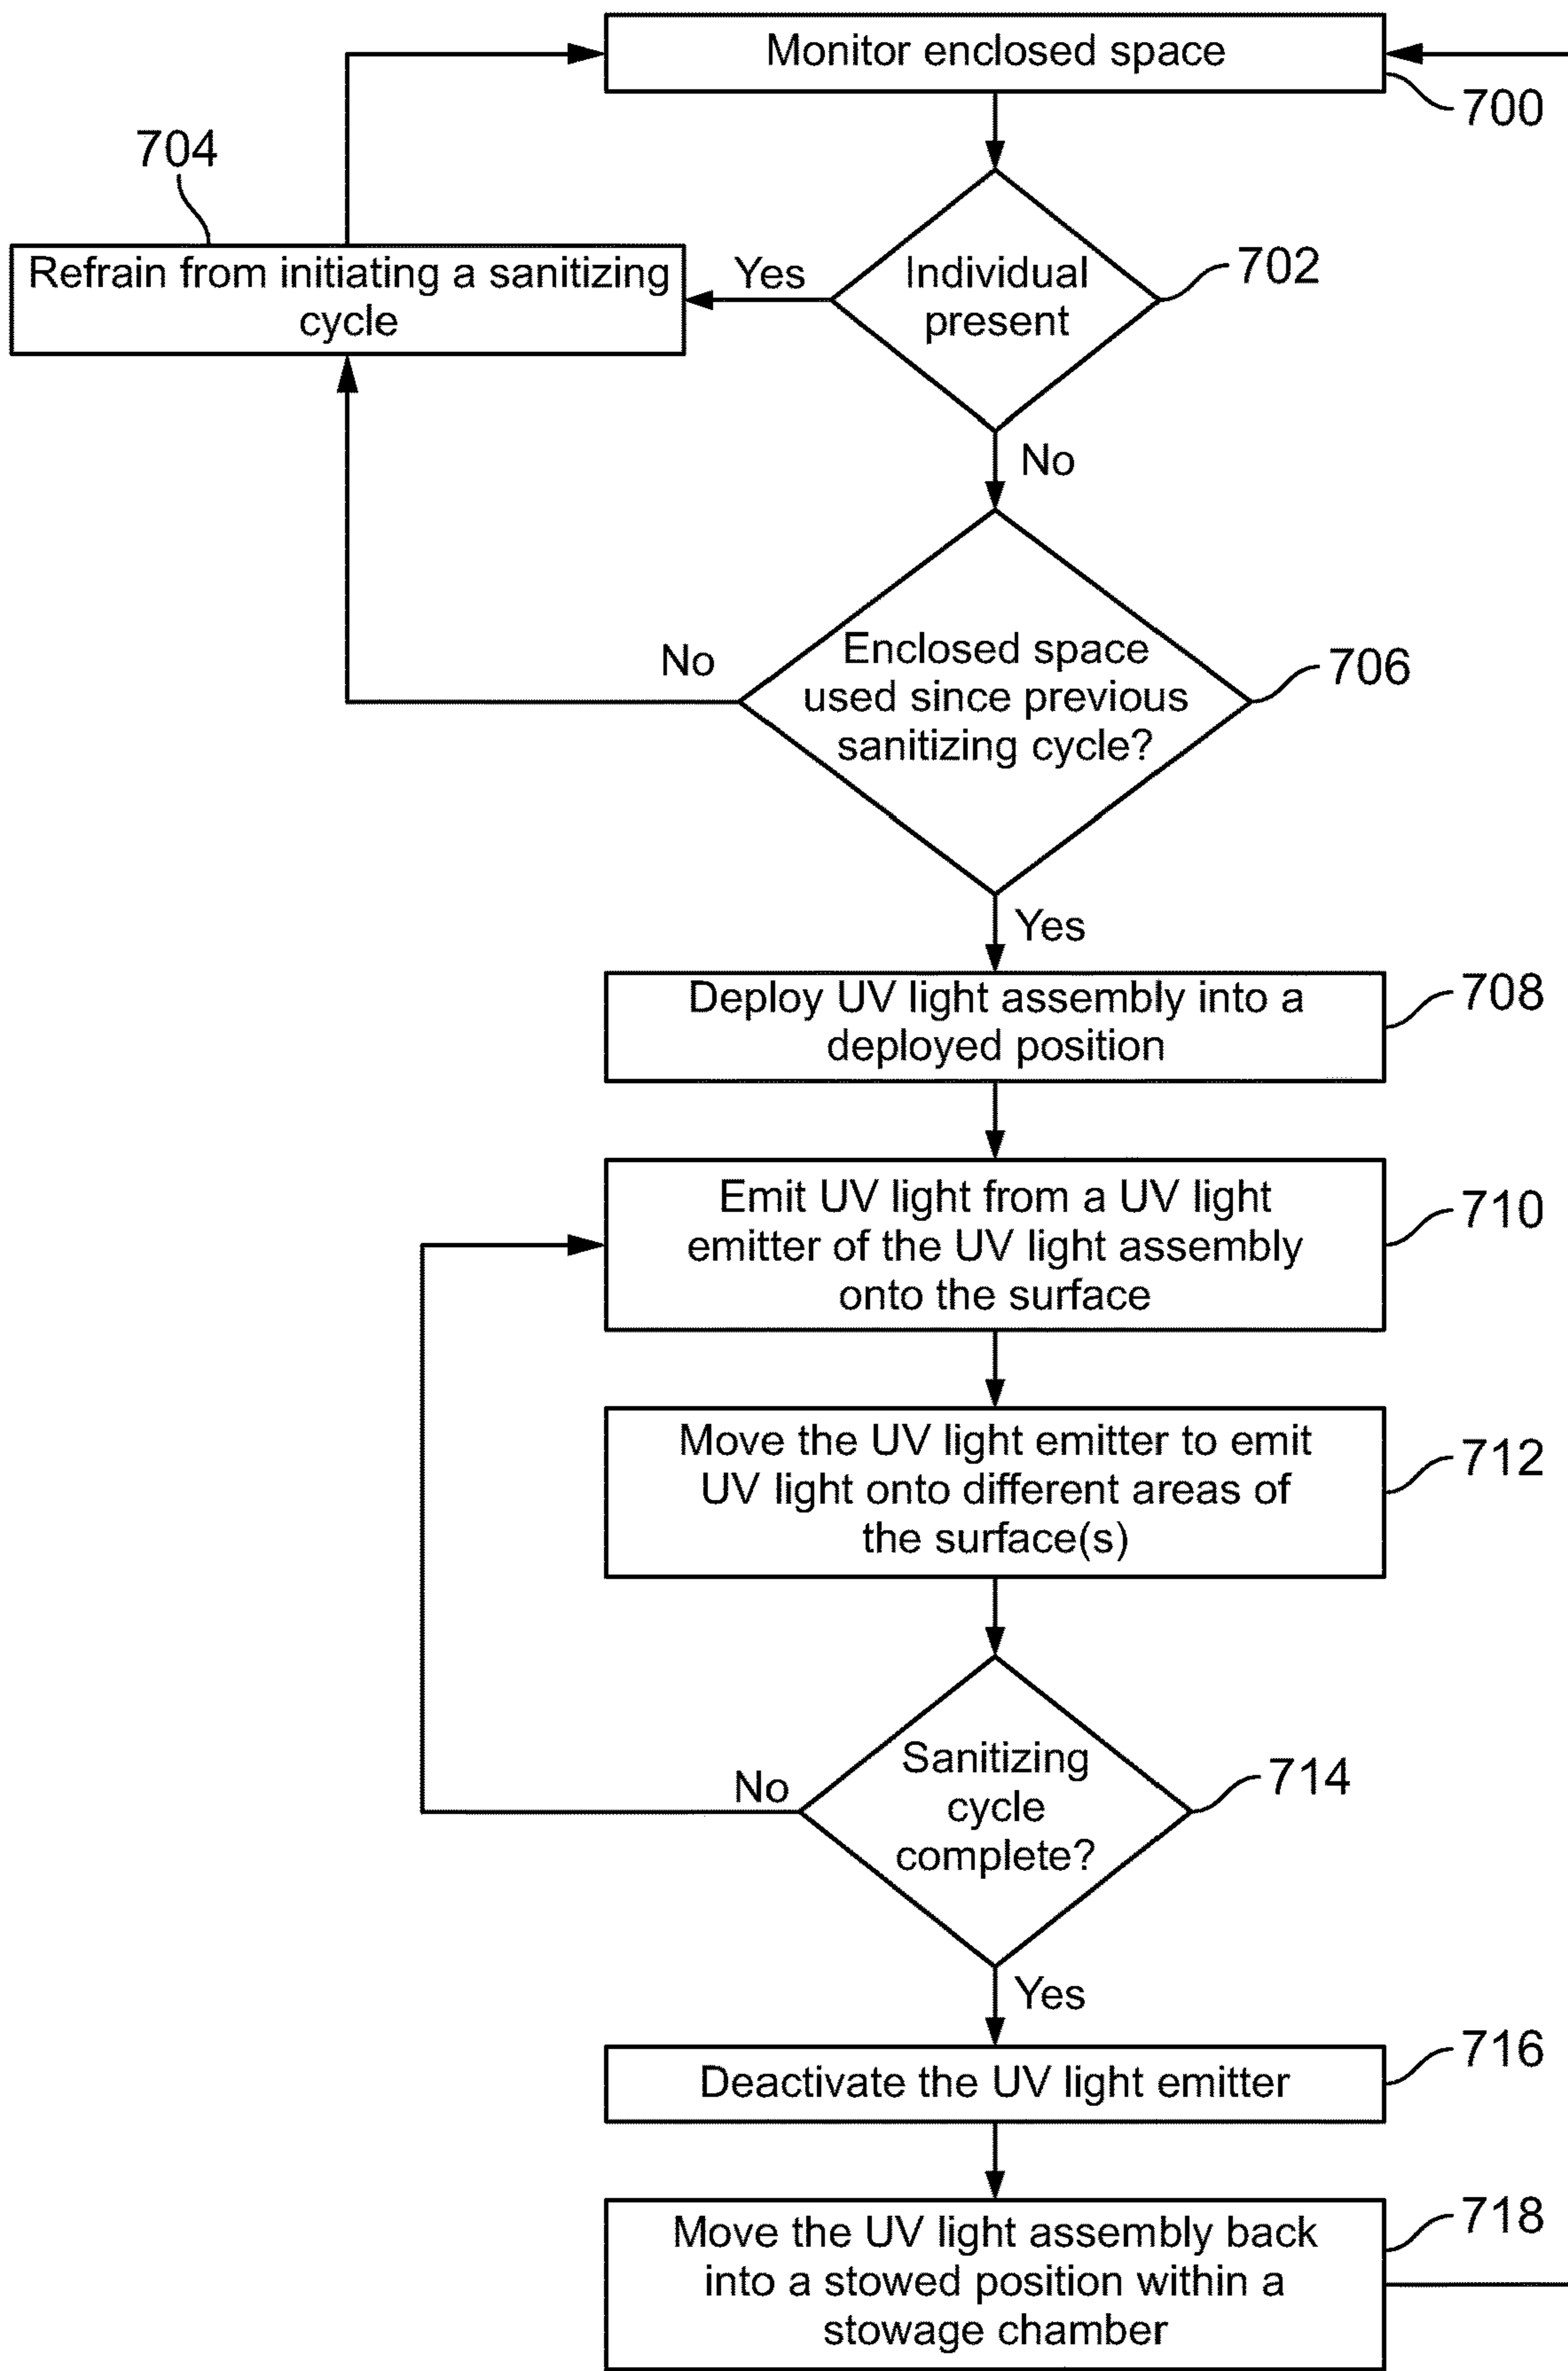 Monitor enclosed space
700
704
Refrain from initiating a sanitizing
cycle
Yes
Individual
present
702
No
No
Enclosed space
used since previous
sanitizing cycle?
706
Yes
Deploy UV light assembly into a
deployed position
708
Emit UV light from a UV light
emitter of the UV light assembly
onto the surface
710
Move the UV light emitter to emit
UV light onto different areas of
the surface(s)
712
No
Sanitizing
cycle
complete?
714
Yes
Deactivate the UV light emitter
716
Move the UV light assembly back
into a stowed position within a
stowage chamber
718